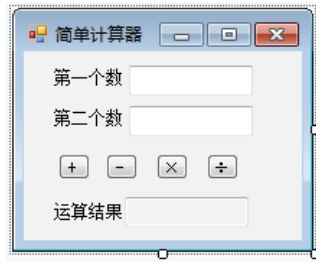 简单计算器
第一个数
第二个数
+ - × ÷
运算结果